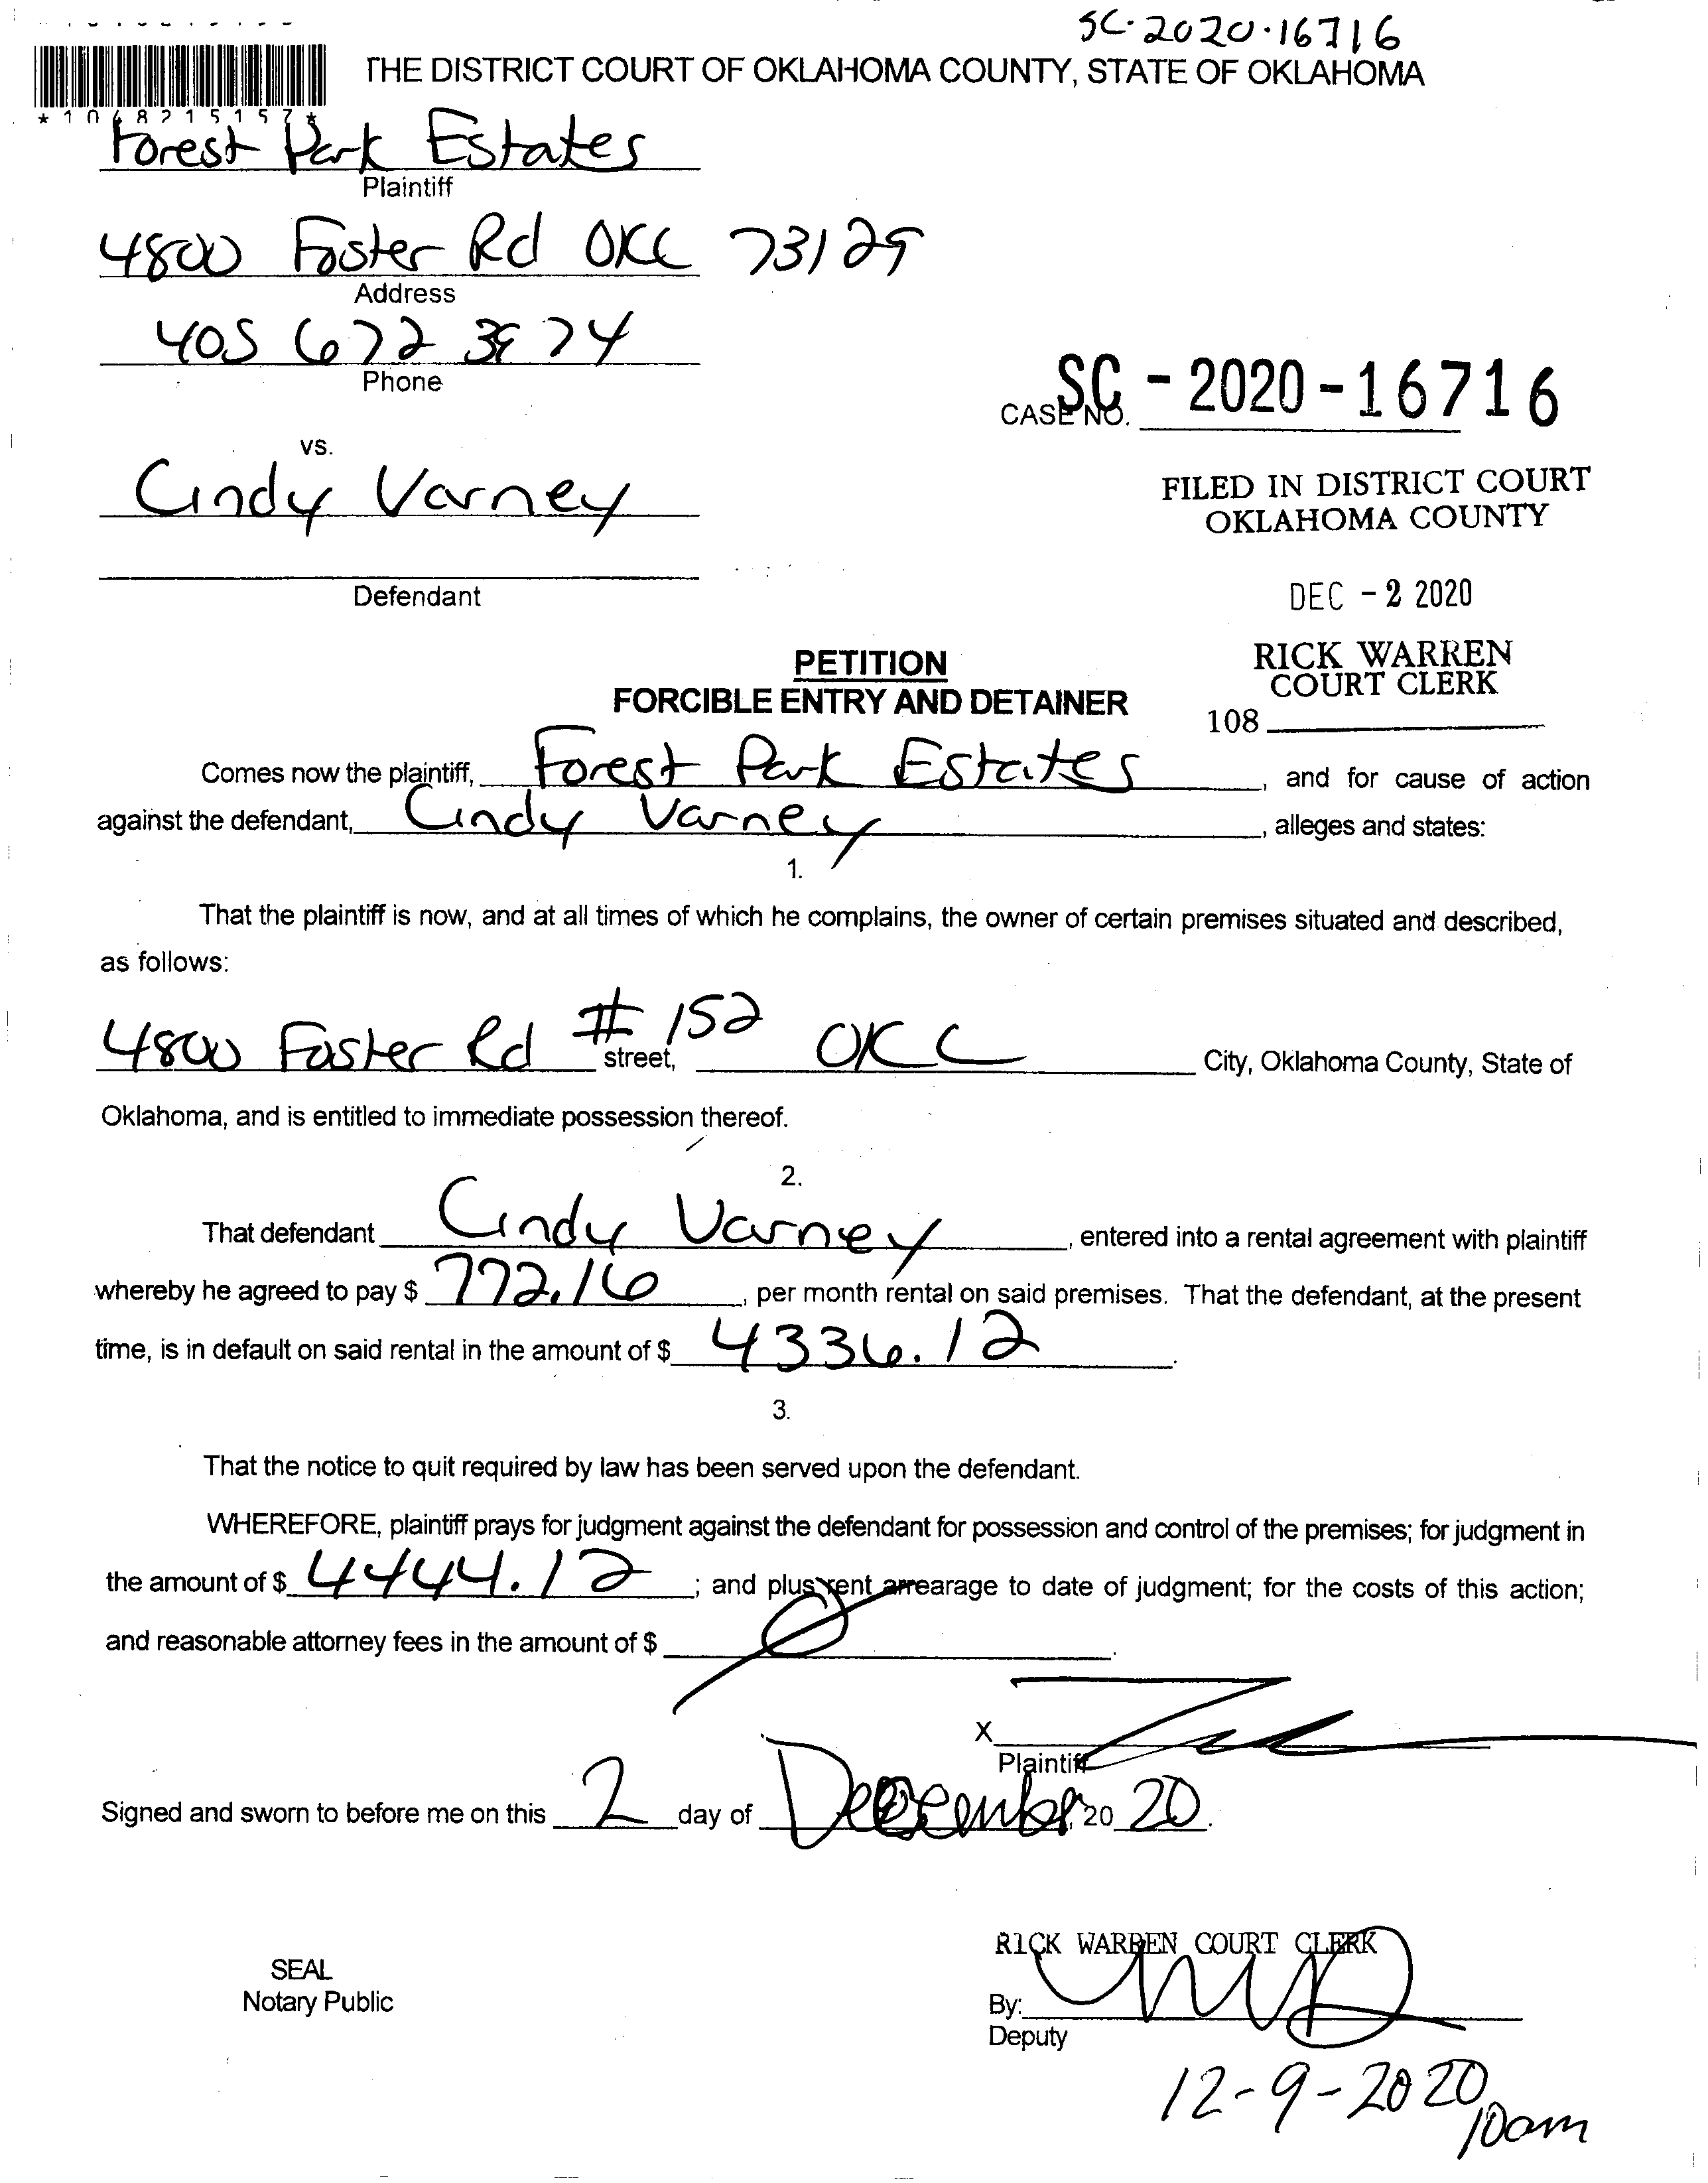 SC-2020-16716
THE DISTRICT COURT OF OKLAHOMA COUNTY, STATE OF OKLAHOMA
*1048215157*
Forest Park Estates
Plaintiff
4800 Foster Rd OKC 73129
Address
405 672 3974
Phone
SC-2020-16716
CASE NO.
vs.
Cindy Varney
FILED IN DISTRICT COURT
OKLAHOMA COUNTY
Defendant
DEC -2 2020
PETITION
FORCIBLE ENTRY AND DETAINER
RICK WARREN
COURT CLERK
108
Comes now the plaintiff, Forest Park Estates, and for cause of action
against the defendant, Cindy Varney, alleges and states:
1.
That the plaintiff is now, and at all times of which he complains, the owner of certain premises situated and described,
as follows:
4800 Foster Rd #152 street, OKC City, Oklahoma County, State of
Oklahoma, and is entitled to immediate possession thereof.
2.
That defendant Cindy Varney, entered into a rental agreement with plaintiff
whereby he agreed to pay $ 772.16, per month rental on said premises. That the defendant, at the present
time, is in default on said rental in the amount of $ 4336.12.
3.
That the notice to quit required by law has been served upon the defendant.
WHEREFORE, plaintiff prays for judgment against the defendant for possession and control of the premises; for judgment in
the amount of $ 4444.12; and plus rent arrearage to date of judgment; for the costs of this action;
and reasonable attorney fees in the amount of $ .
X
Plaintiff
Signed and sworn to before me on this 2 day of December, 20 20.
RICK WARREN COURT CLERK
SEAL
Notary Public
By:
Deputy
12-9-2020
10am